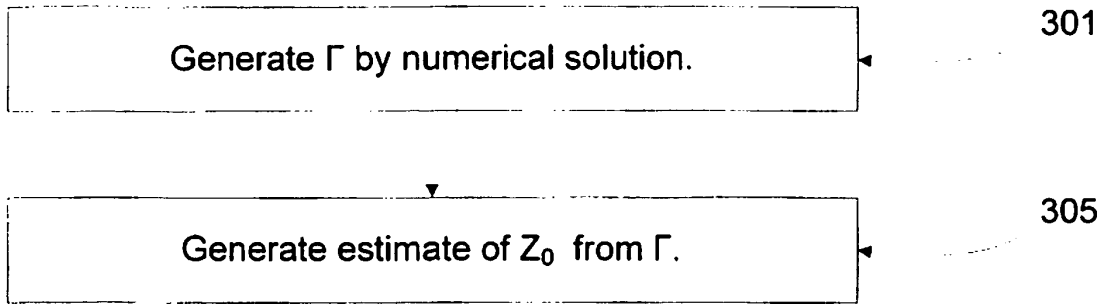 301
Generate Γ by numerical solution.
305
Generate estimate of Z₀ from Γ.